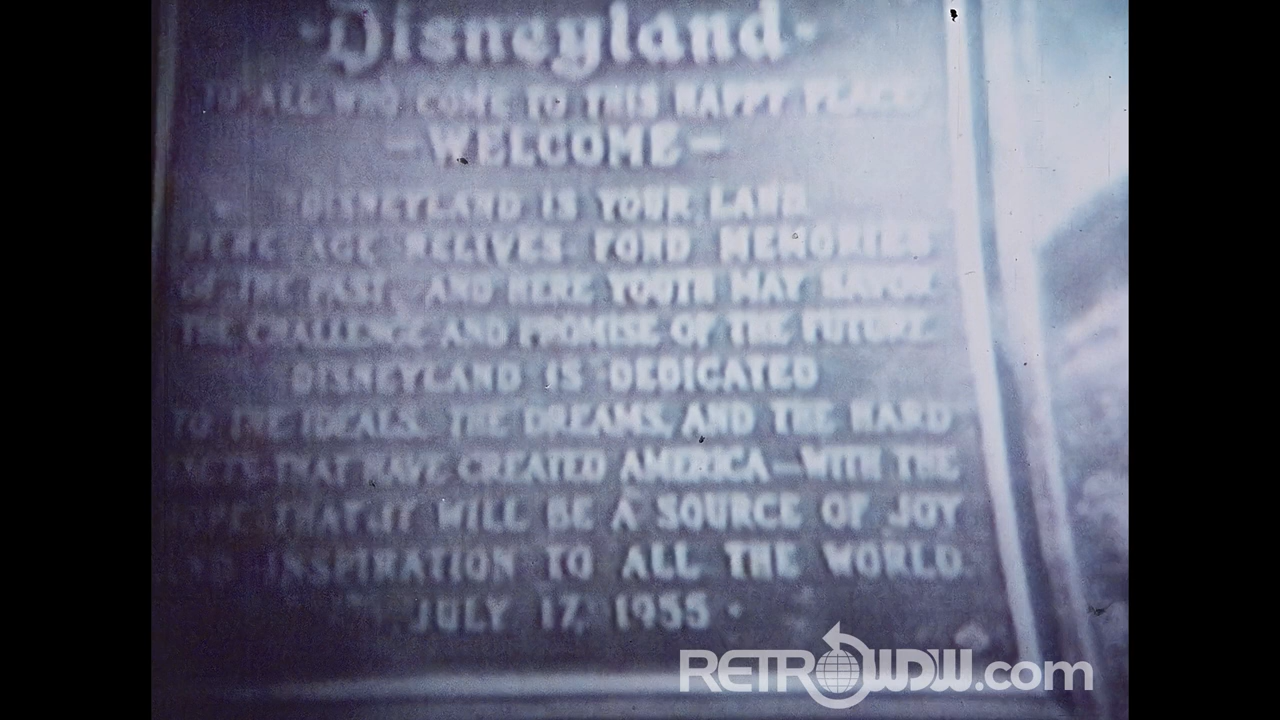 ·Disneyland·
TO ALL WHO COME TO THIS HAPPY PLACE
–WELCOME–
DISNEYLAND IS YOUR LAND.
HERE AGE RELIVES FOND MEMORIES
OF THE PAST, AND HERE YOUTH MAY SAVOR
THE CHALLENGE AND PROMISE OF THE FUTURE.
DISNEYLAND IS DEDICATED
TO THE IDEALS, THE DREAMS, AND THE HARD
FACTS THAT HAVE CREATED AMERICA—WITH THE
HOPE THAT IT WILL BE A SOURCE OF JOY
AND INSPIRATION TO ALL THE WORLD.
JULY 17, 1955 ·
RETROWDW.com